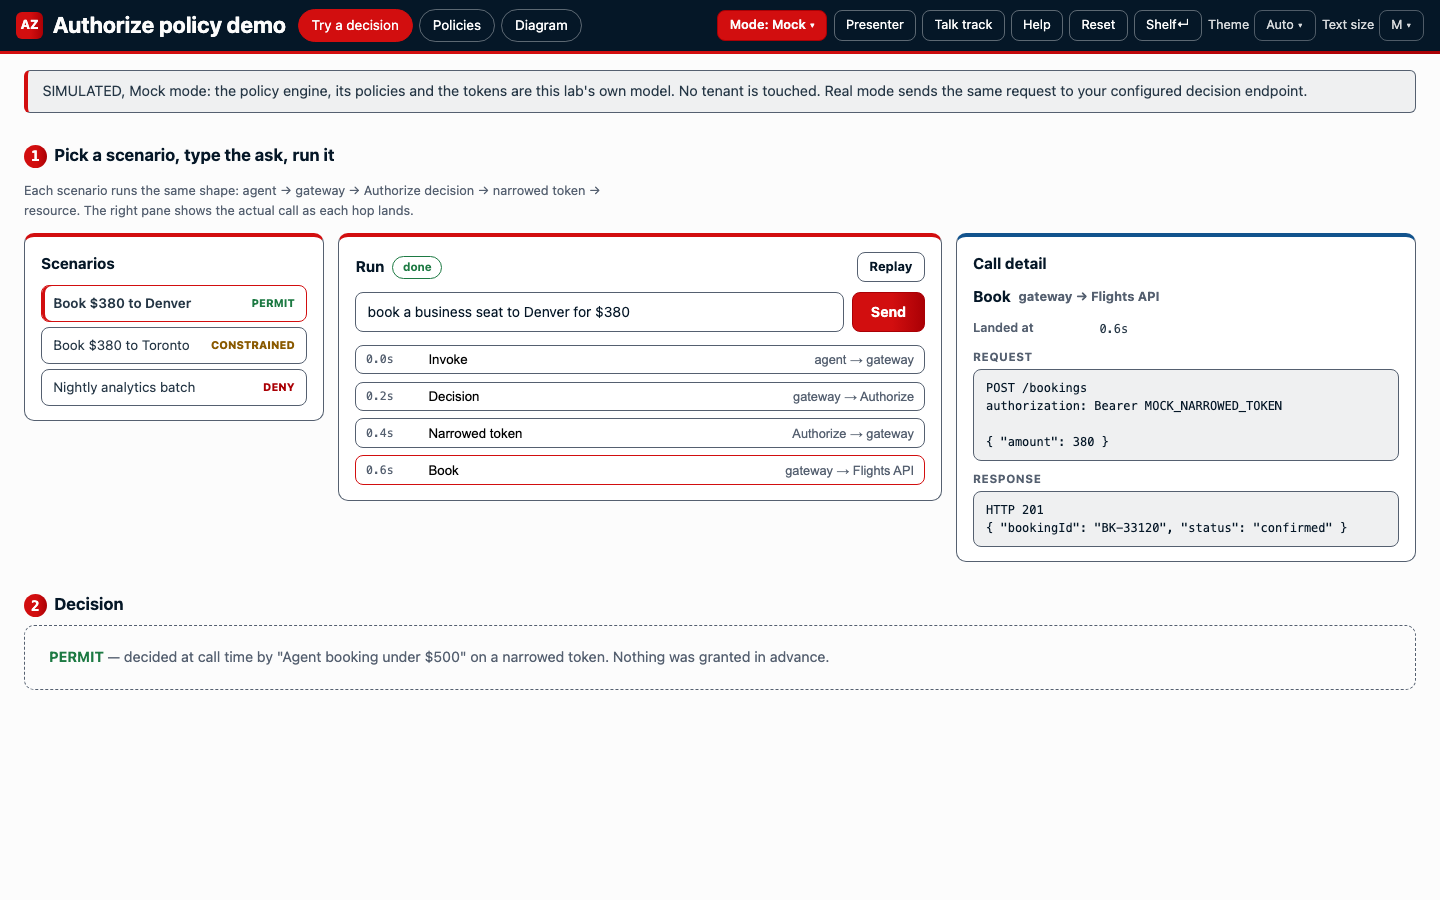 AZ Authorize policy demo Try a decision Policies Diagram Mode: Mock ▾ Presenter Talk track Help Reset Shelf↵ Theme Auto ▾ Text size M ▾
SIMULATED, Mock mode: the policy engine, its policies and the tokens are this lab's own model. No tenant is touched. Real mode sends the same request to your configured decision endpoint.
1 Pick a scenario, type the ask, run it
Each scenario runs the same shape: agent → gateway → Authorize decision → narrowed token →
resource. The right pane shows the actual call as each hop lands.
Scenarios
Book $380 to Denver PERMIT
Book $380 to Toronto CONSTRAINED
Nightly analytics batch DENY
Run done Replay
book a business seat to Denver for $380 Send
0.0s Invoke agent → gateway
0.2s Decision gateway → Authorize
0.4s Narrowed token Authorize → gateway
0.6s Book gateway → Flights API
Call detail
Book gateway → Flights API
Landed at 0.6s
REQUEST
POST /bookings
authorization: Bearer MOCK_NARROWED_TOKEN
{ "amount": 380 }
RESPONSE
HTTP 201
{ "bookingId": "BK-33120", "status": "confirmed" }
2 Decision
PERMIT — decided at call time by "Agent booking under $500" on a narrowed token. Nothing was granted in advance.